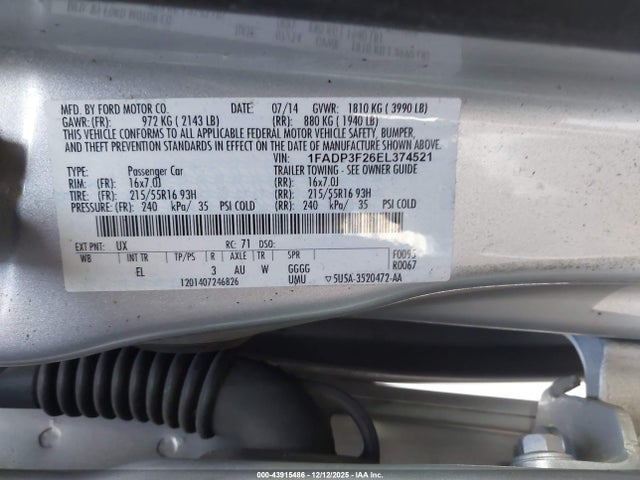 MFD. BY FORD MOTOR CO. DATE: 07/14 GVWR: 1810 KG ( 3990 LB)
GAWR: (FR): 972 KG ( 2143 LB) (RR): 880 KG ( 1940 LB)
THIS VEHICLE CONFORMS TO ALL APPLICABLE FEDERAL MOTOR VEHICLE SAFETY, BUMPER,
AND THEFT PREVENTION STANDARDS IN EFFECT ON THE DATE OF MANUFACTURE SHOWN ABOVE.
VIN: 1FADP3F26EL374521
TYPE: Passenger Car TRAILER TOWING - SEE OWNER GUIDE
RIM: (FR): 16x7.0J (RR): 16x7.0J
TIRE: (FR): 215/55R16 93H (RR): 215/55R16 93H
PRESSURE: (FR): 240 kPa/ 35 PSI COLD (RR): 240 kPa/ 35 PSI COLD
EXT PNT: UX RC: 71 DSO:
WB INT TR TP/PS R AXLE TR SPR
EL 3 AU W GGGG R0067
1201407246826 UMU ▽5USA-3520472-AA
000-43915486 - 12/12/2025 - IAA Inc.